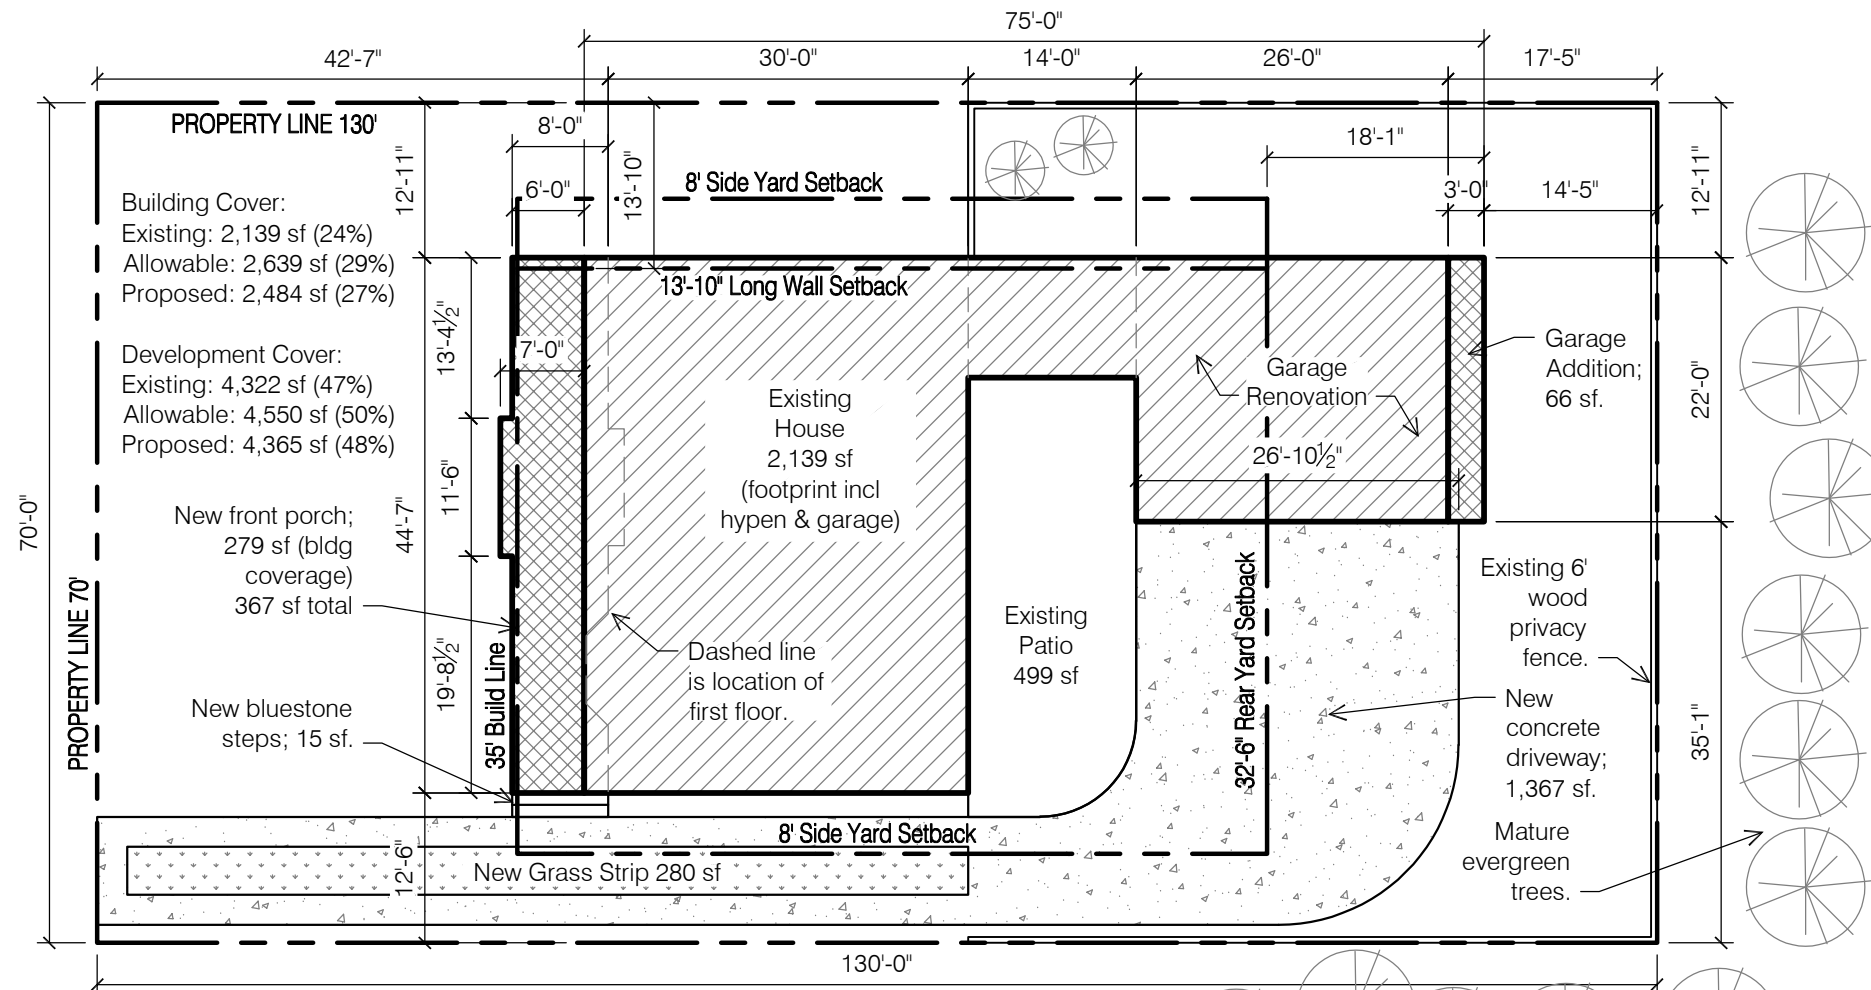 75'-0"
42'-7"
30'-0"
14'-0"
26'-0"
17'-5"
PROPERTY LINE 130'
8'-0"
18'-1"
12'-11"
13'-10"
12'-11"
8' Side Yard Setback
6'-0"
3'-0"
14'-5"
Building Cover:
Existing: 2,139 sf (24%)
Allowable: 2,639 sf (29%)
Proposed: 2,484 sf (27%)
13'-10" Long Wall Setback
13'-4½"
7'-0"
Development Cover:
Existing: 4,322 sf (47%)
Allowable: 4,550 sf (50%)
Proposed: 4,365 sf (48%)
Existing
House
2,139 sf
(footprint incl
hypen & garage)
Garage
Renovation
Garage
Addition;
66 sf.
22'-0"
26'-10½"
11'-6"
70'-0"
44'-7"
New front porch;
279 sf (bldg
coverage)
367 sf total
PROPERTY LINE 70'
19'-8½"
35' Build Line
Dashed line
is location of
first floor.
Existing
Patio
499 sf
32'-6" Rear Yard Setback
Existing 6'
wood
privacy
fence.
New
concrete
driveway;
1,367 sf.
35'-1"
New bluestone
steps; 15 sf.
Mature
evergreen
trees.
8' Side Yard Setback
12'-6"
New Grass Strip 280 sf
130'-0"